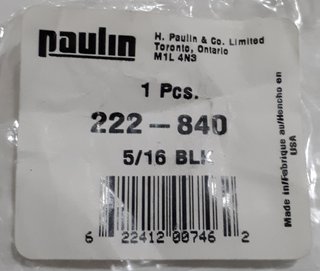 paulin
H. Paulin & Co. Limited
Toronto, Ontario
M1L 4N3
1 Pcs.
222-840
5/16 BLK
Made in/Fabrique au/Hencho en
USA
6 22412 00746 2